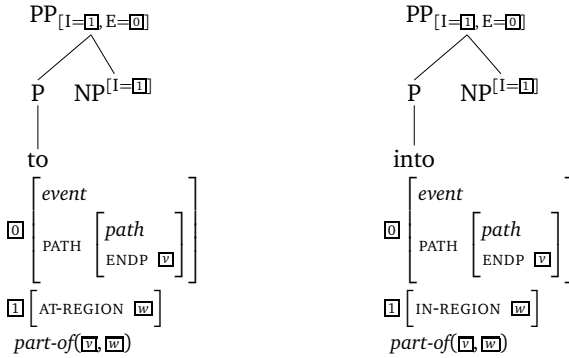 PP[I=1, E=0] PP[I=1, E=0]
P NP[I=1] P NP[I=1]
to into
event event
0 PATH path 0 PATH path
ENDP v ENDP v
1 AT-REGION w 1 IN-REGION w
part-of(v, w) part-of(v, w)